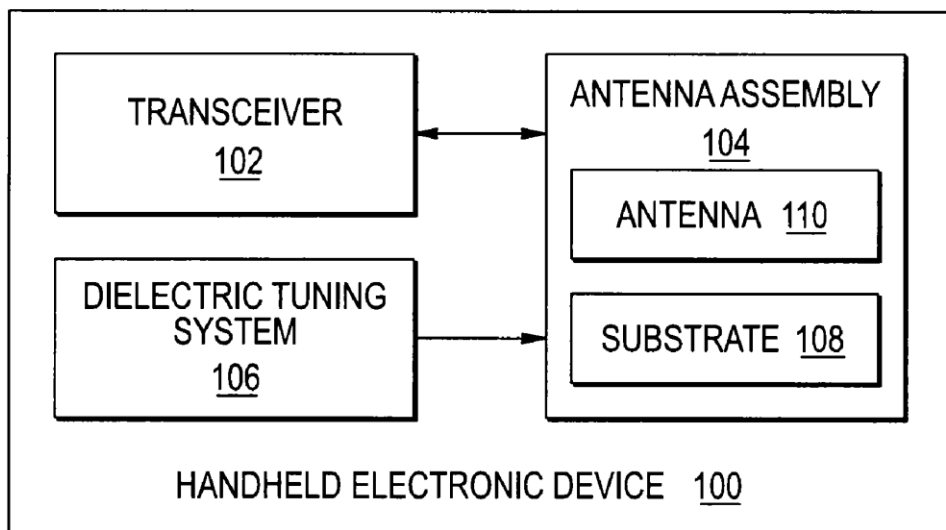 TRANSCEIVER
102
ANTENNA ASSEMBLY
104
ANTENNA 110
DIELECTRIC TUNING
SYSTEM
106
SUBSTRATE 108
HANDHELD ELECTRONIC DEVICE 100